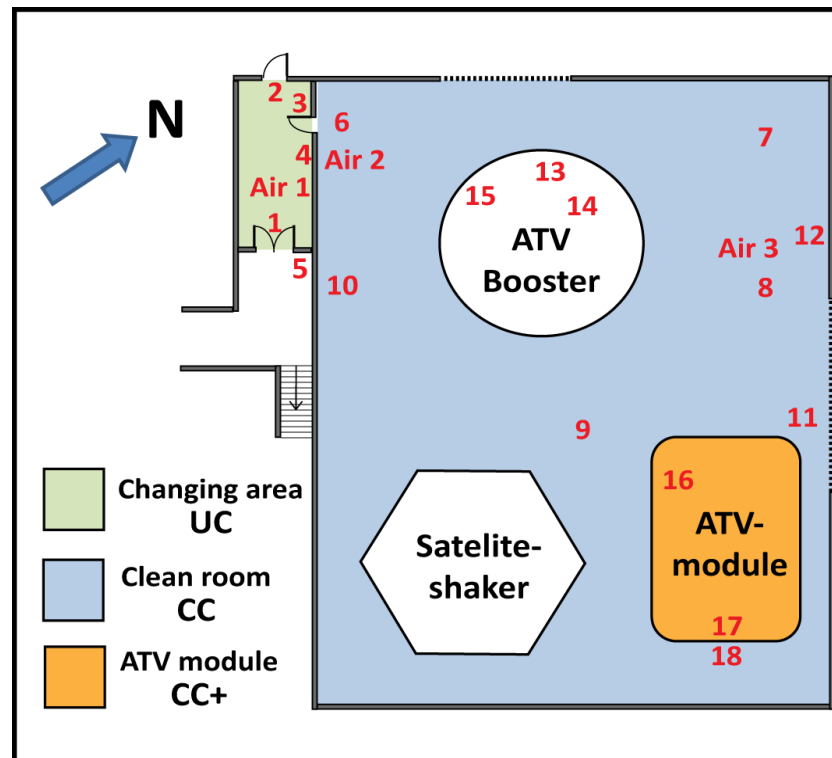 N
2
3
6
7
4
Air 2
13
Air 1
15
14
1
ATV
Booster
Air 3
12
5
10
8
9
11
16
Changing area
UC
Satelite-
shaker
ATV-
module
Clean room
CC
17
18
ATV module
CC+